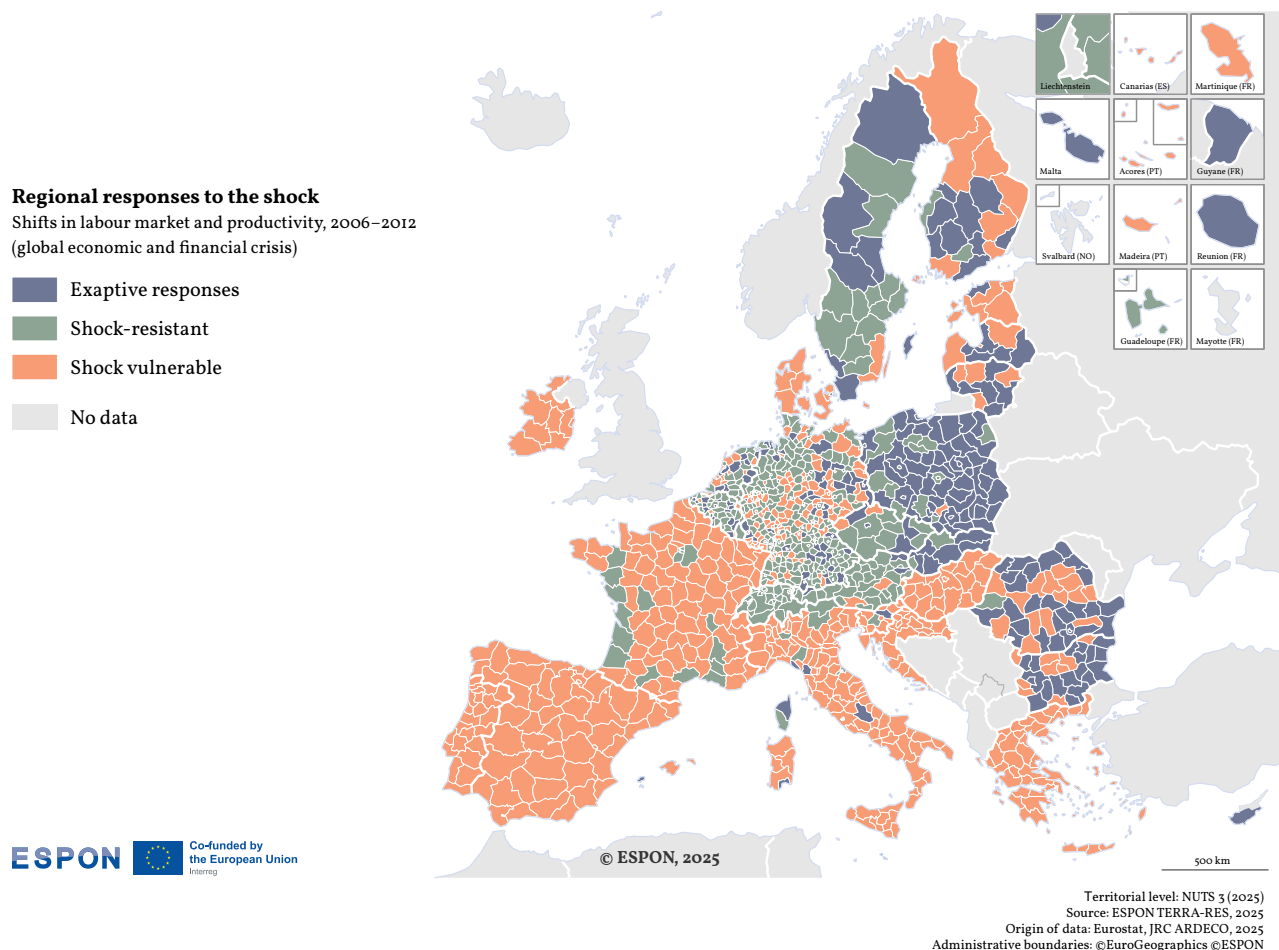 Regional responses to the shock
Shifts in labour market and productivity, 2006–2012
(global economic and financial crisis)
Exaptive responses
Shock-resistant
Shock vulnerable
No data
Liechtenstein
Canarias (ES)
Martinique (FR)
Malta
Acores (PT)
Guyane (FR)
Svalbard (NO)
Madeira (PT)
Reunion (FR)
Guadeloupe (FR)
Mayotte (FR)
ESPON
Co-funded by
the European Union
Interreg
© ESPON, 2025
500 km
Territorial level: NUTS 3 (2025)
Source: ESPON TERRA-RES, 2025
Origin of data: Eurostat, JRC ARDECO, 2025
Administrative boundaries: ©EuroGeographics ©ESPON